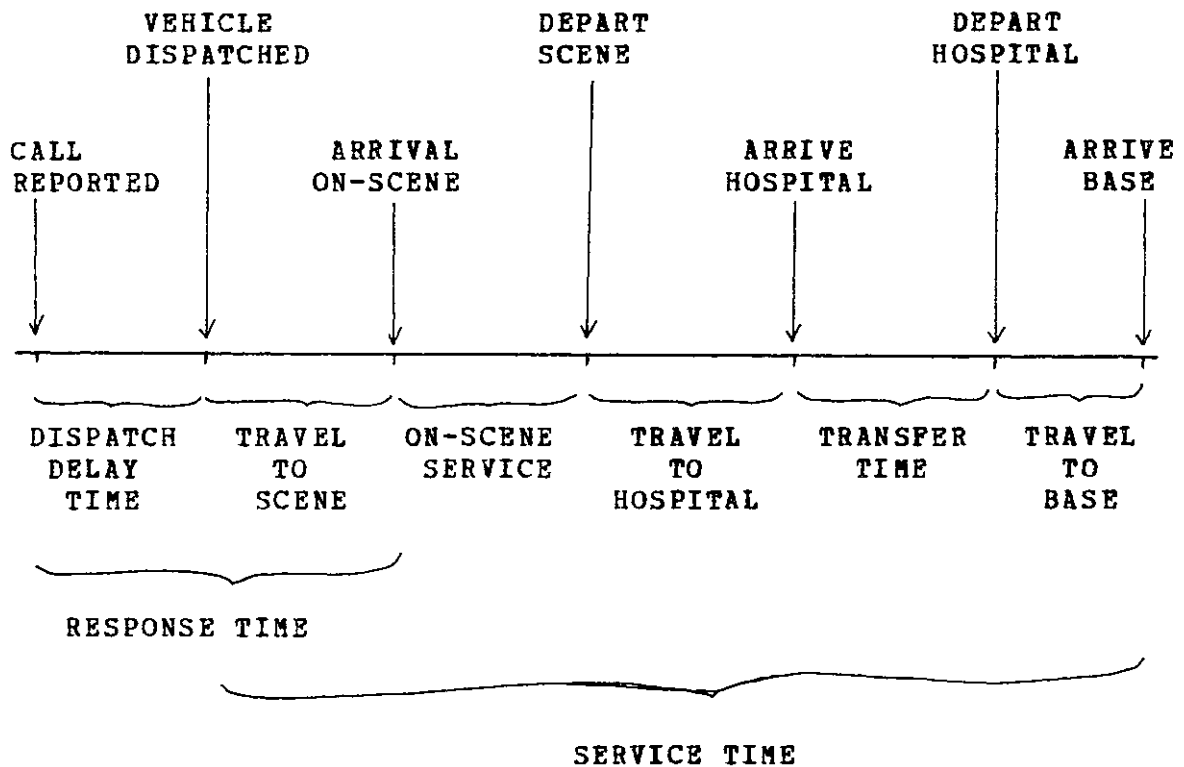 VEHICLE
DISPATCHED
DEPART
SCENE
DEPART
HOSPITAL
CALL
REPORTED
ARRIVAL
ON-SCENE
ARRIVE
HOSPITAL
ARRIVE
BASE
DISPATCH
DELAY
TIME
TRAVEL
TO
SCENE
ON-SCENE
SERVICE
TRAVEL
TO
HOSPITAL
TRANSFER
TIME
TRAVEL
TO
BASE
RESPONSE TIME
SERVICE TIME